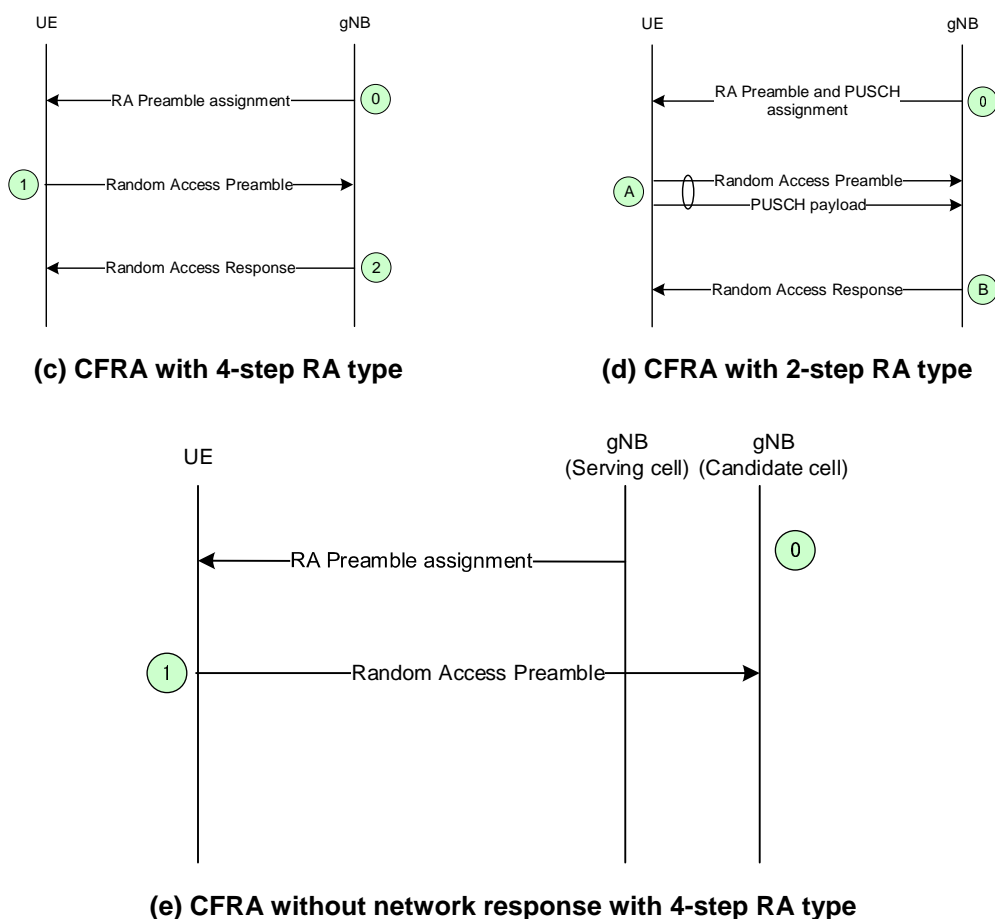 UE
gNB
RA Preamble assignment
0
1
Random Access Preamble
Random Access Response
2
(c) CFRA with 4-step RA type
UE
gNB
RA Preamble and PUSCH
assignment
0
A
Random Access Preamble
PUSCH payload
Random Access Response
B
(d) CFRA with 2-step RA type
UE
gNB
(Serving cell)
gNB
(Candidate cell)
RA Preamble assignment
0
1
Random Access Preamble
(e) CFRA without network response with 4-step RA type